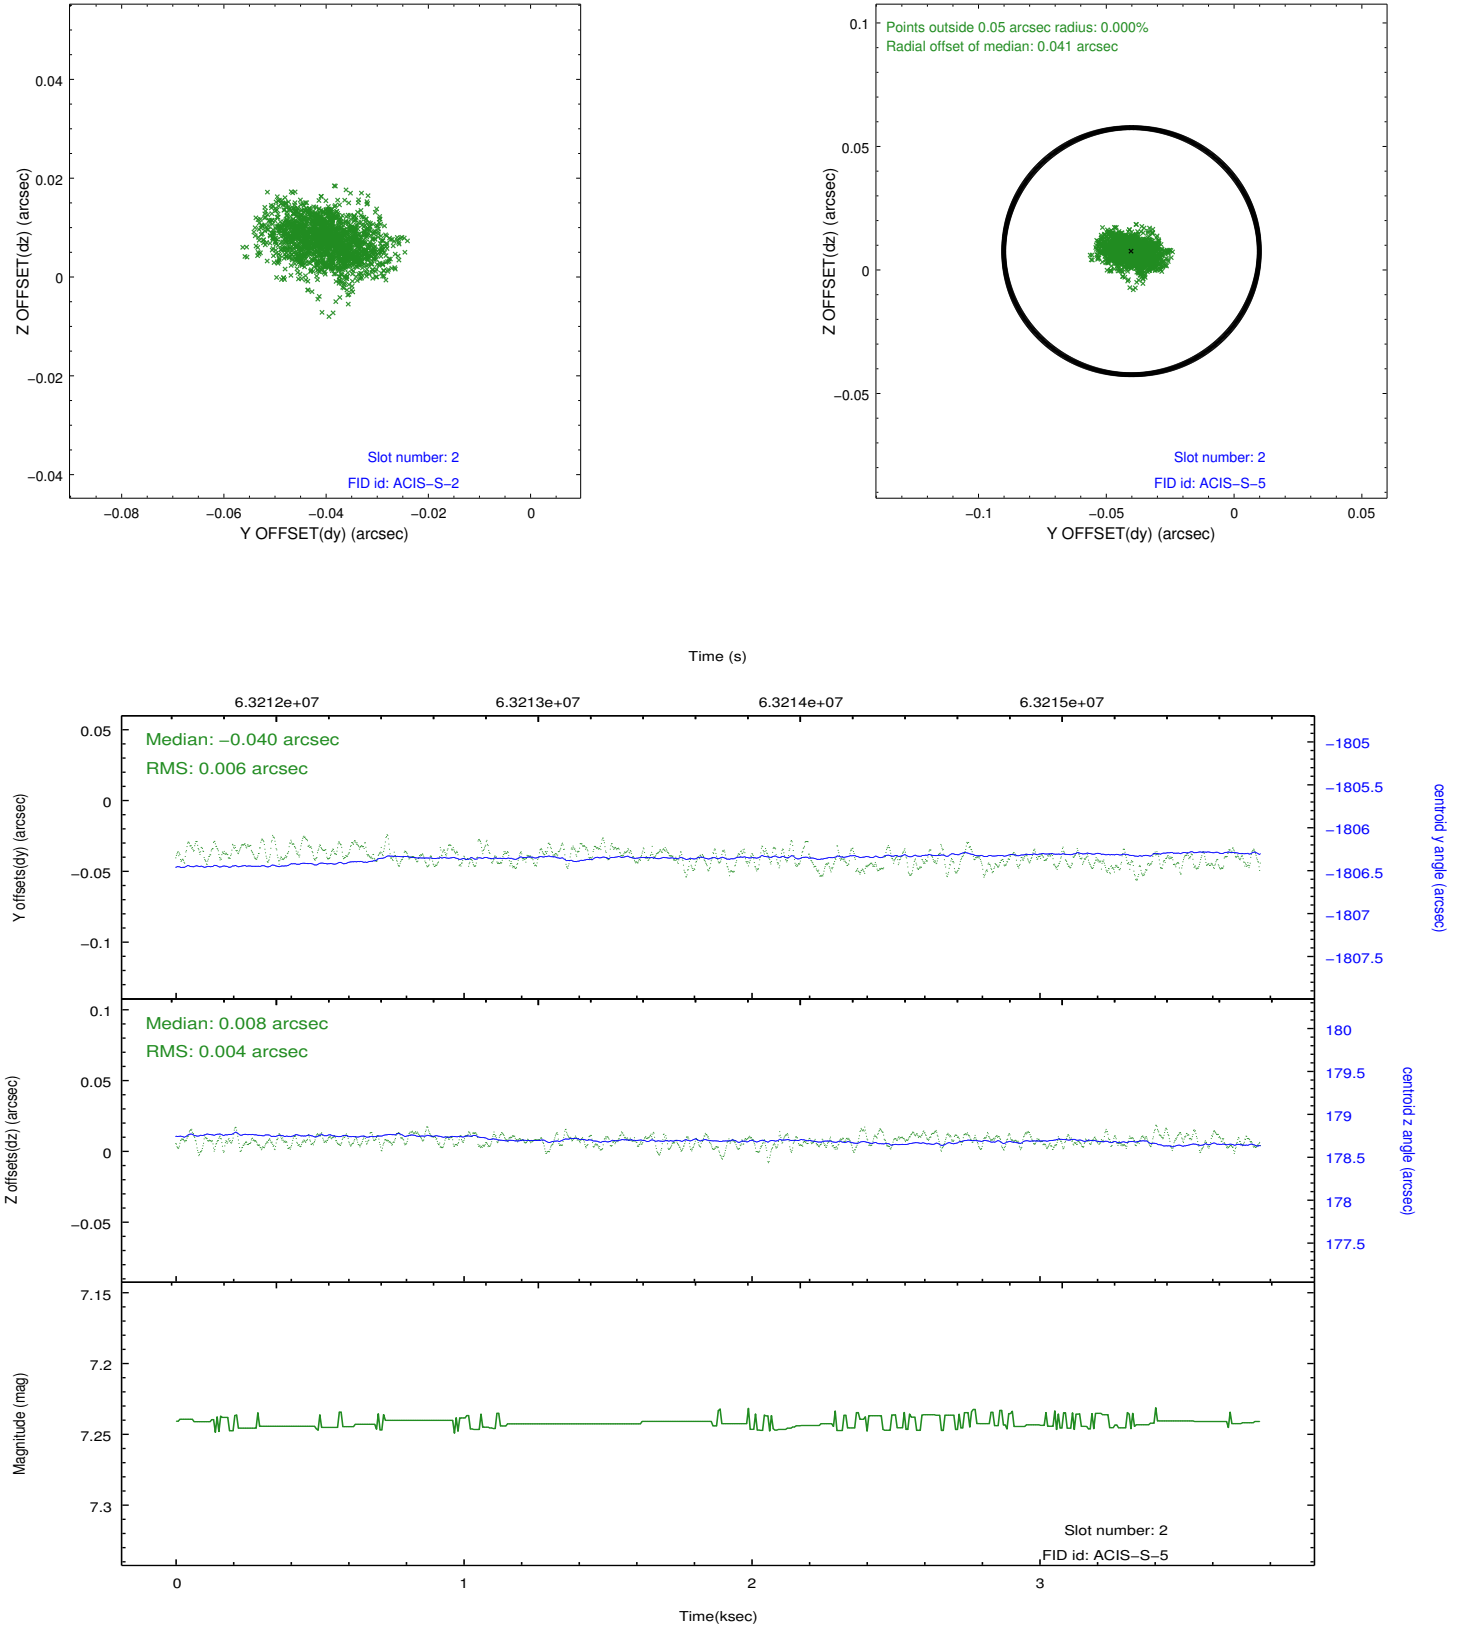 0.04
0.02
0
−0.02
−0.04
Z OFFSET(dz) (arcsec)
Slot number: 2
FID id: ACIS−S−2
−0.08 −0.06 −0.04 −0.02 0
Y OFFSET(dy) (arcsec)
Points outside 0.05 arcsec radius: 0.000%
Radial offset of median: 0.041 arcsec
0.1
0.05
0
−0.05
Z OFFSET(dz) (arcsec)
Slot number: 2
FID id: ACIS−S−5
−0.1 −0.05 0 0.05
Y OFFSET(dy) (arcsec)
Time (s)
6.3212e+07 6.3213e+07 6.3214e+07 6.3215e+07
Median: −0.040 arcsec
RMS: 0.006 arcsec
0.05
0
−0.05
−0.1
Y offsets(dy) (arcsec)
−1805
−1805.5
−1806
−1806.5
−1807
−1807.5
centroid y angle (arcsec)
Median: 0.008 arcsec
RMS: 0.004 arcsec
0.1
0.05
0
−0.05
Z offsets(dz) (arcsec)
180
179.5
179
178.5
178
177.5
centroid z angle (arcsec)
7.15
7.2
7.25
7.3
Magnitude (mag)
Slot number: 2
FID id: ACIS−S−5
0 1 2 3
Time(ksec)